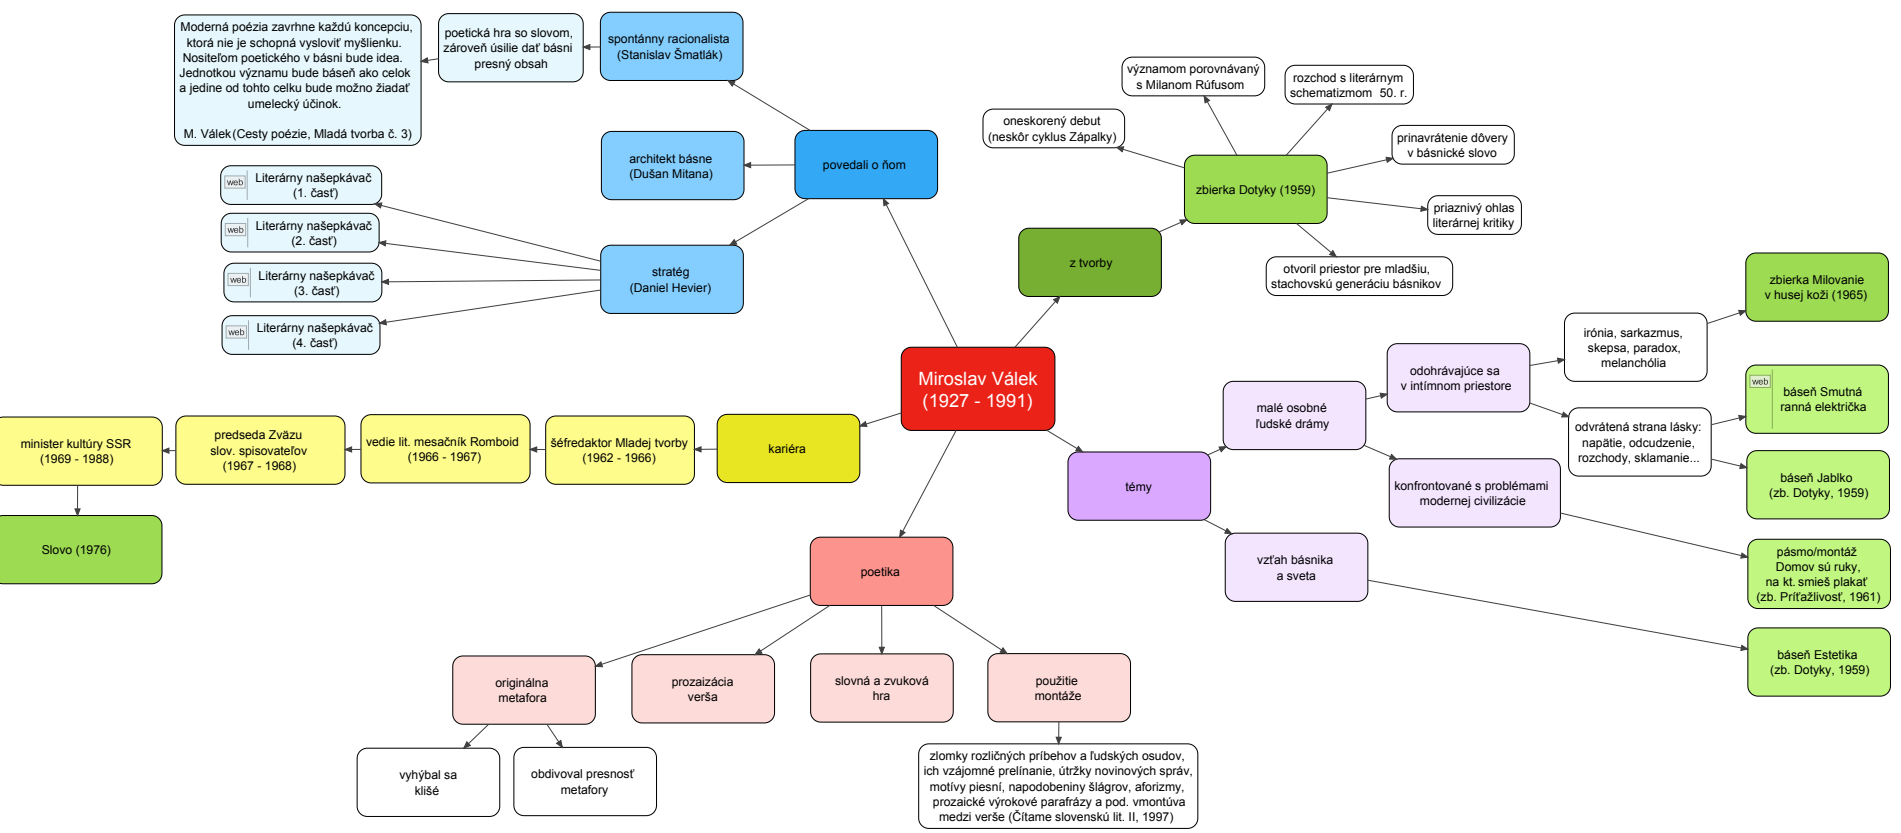 Moderná poézia zavrhne každú koncepciu,
ktorá nie je schopná vysloviť myšlienku.
Nositeľom poetického v básni bude idea.
Jednotkou významu bude báseň ako celok
a jedine od tohto celku bude možno žiadať
umelecký účinok.
M. Válek(Cesty poézie, Mladá tvorba č. 3)
poetická hra so slovom,
zároveň úsilie dať básni
presný obsah
spontánny racionalista
(Stanislav Šmatlák)
architekt básne
(Dušan Mitana)
povedali o ňom
web
Literárny našepkávač
(1. časť)
web
Literárny našepkávač
(2. časť)
web
Literárny našepkávač
(3. časť)
web
Literárny našepkávač
(4. časť)
stratég
(Daniel Hevier)
významom porovnávaný
s Milanom Rúfusom
rozchod s literárnym
schematizmom 50. r.
oneskorený debut
(neskôr cyklus Zápalky)
prinavrátenie dôvery
v básnické slovo
zbierka Dotyky (1959)
priaznivý ohlas
literárnej kritiky
z tvorby
otvoril priestor pre mladšiu,
stachovskú generáciu básnikov
Miroslav Válek
(1927 - 1991)
zbierka Milovanie
v husej koži (1965)
irónia, sarkazmus,
skepsa, paradox,
melanchólia
odohrávajúce sa
v intímnom priestore
malé osobné
ľudské drámy
odvrátená strana lásky:
napätie, odcudzenie,
rozchody, sklamanie...
web
báseň Smutná
ranná električka
báseň Jablko
(zb. Dotyky, 1959)
témy
konfrontované s problémami
modernej civilizácie
vzťah básnika
a sveta
pásmo/montáž
Domov sú ruky,
na kt. smieš plakať
(zb. Príťažlivosť, 1961)
báseň Estetika
(zb. Dotyky, 1959)
kariéra
šéfredaktor Mladej tvorby
(1962 - 1966)
vedie lit. mesačník Romboid
(1966 - 1967)
predseda Zväzu
slov. spisovateľov
(1967 - 1968)
minister kultúry SSR
(1969 - 1988)
Slovo (1976)
poetika
originálna
metafora
prozaizácia
verša
slovná a zvuková
hra
použitie
montáže
vyhýbal sa
klišé
obdivoval presnosť
metafory
zlomky rozličných príbehov a ľudských osudov,
ich vzájomné prelínanie, útržky novinových správ,
motívy piesní, napodobeniny šlágrov, aforizmy,
prozaické výrokové parafrázy a pod. vmontúva
medzi verše (Čítame slovenskú lit. II, 1997)